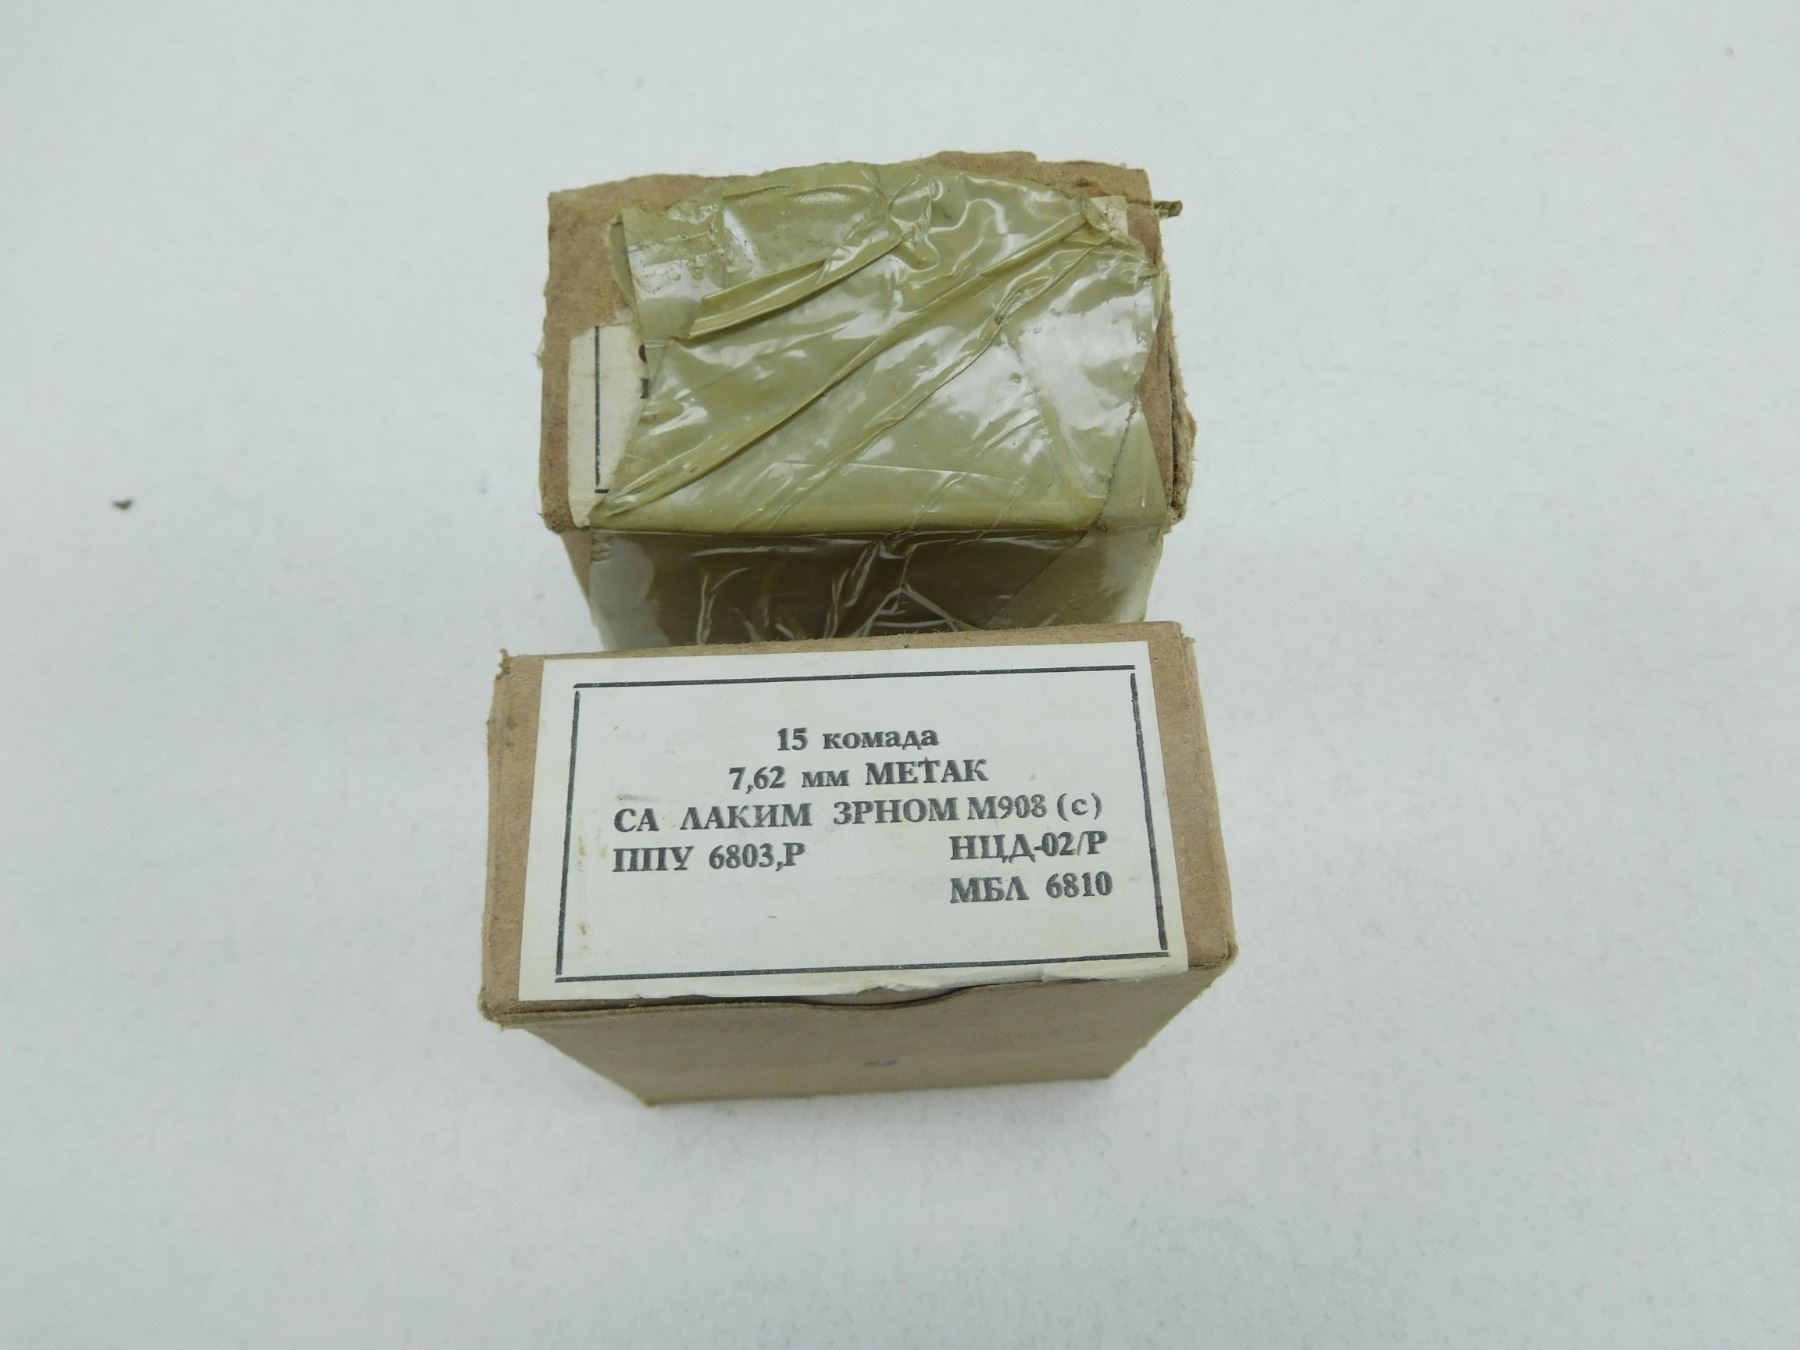 15 комада
7,62 мм МЕТАК
СА ЛАКИМ ЗРНОМ М908 (с)
ППУ 6803,Р НЦД-02/Р
МБЛ 6810